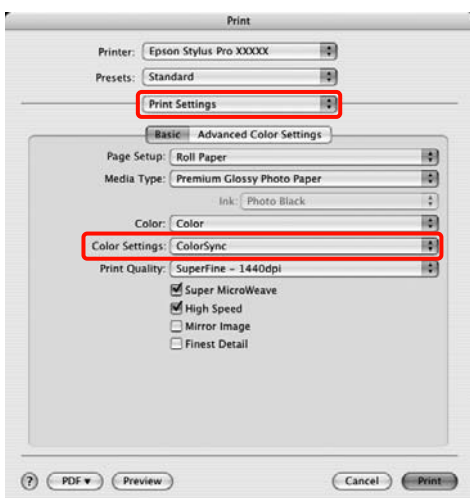 Print
Printer: Epson Stylus Pro XXXXX
Presets: Standard
Print Settings
Basic Advanced Color Settings
Page Setup: Roll Paper
Media Type: Premium Glossy Photo Paper
Ink: Photo Black
Color: Color
Color Settings: ColorSync
Print Quality: SuperFine – 1440dpi
Super MicroWeave
High Speed
Mirror Image
Finest Detail
? PDF ▾ Preview Cancel Print